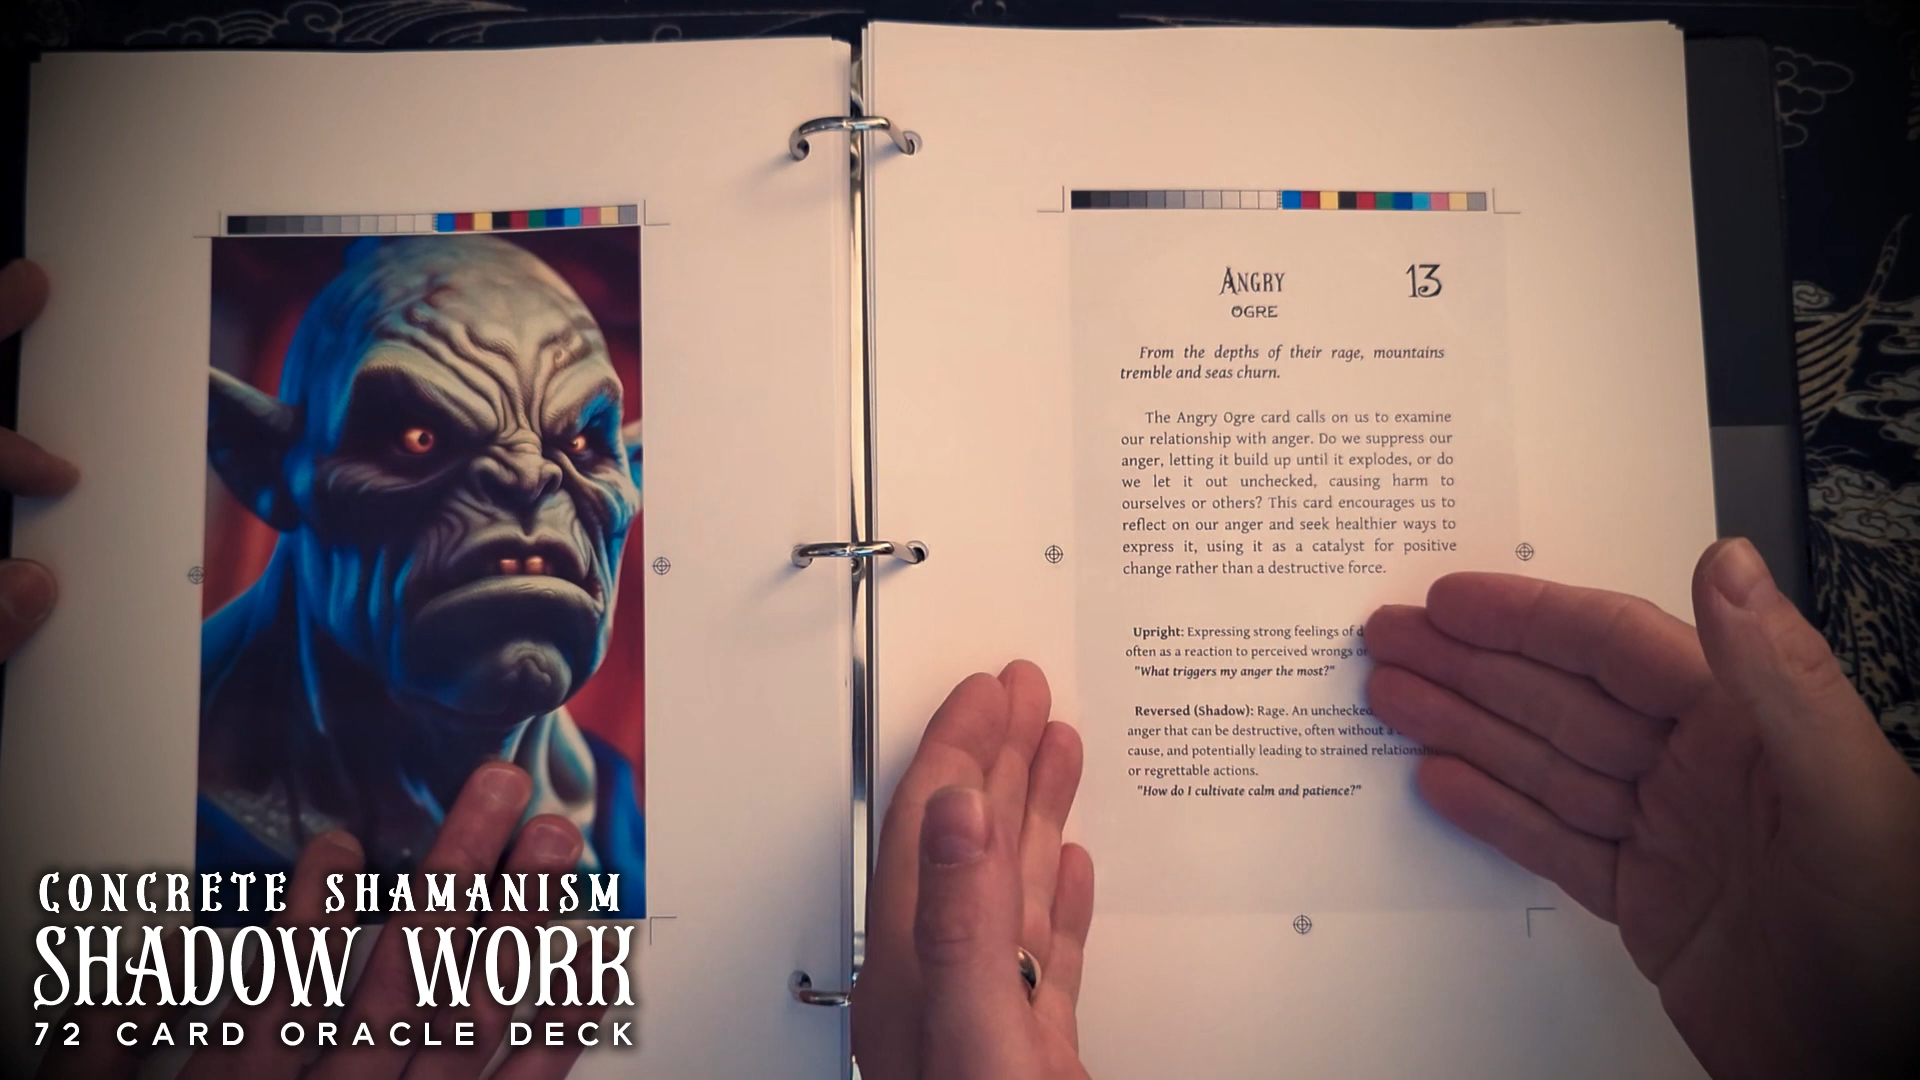 Angry
Ogre
13
From the depths of their rage, mountains
tremble and seas churn.
The Angry Ogre card calls on us to examine
our relationship with anger. Do we suppress our
anger, letting it build up until it explodes, or do
we let it out unchecked, causing harm to
ourselves or others? This card encourages us to
reflect on our anger and seek healthier ways to
express it, using it as a catalyst for positive
change rather than a destructive force.
Upright: Expressing strong feelings of
often as a reaction to perceived wrongs
"What triggers my anger the most?"
Reversed (Shadow): Rage. An unchecked
anger that can be destructive, often without
cause, and potentially leading to strained
or regrettable actions.
"How do I cultivate calm and patience?"
CONCRETE SHAMANISM
SHADOW WORK
72 CARD ORACLE DECK